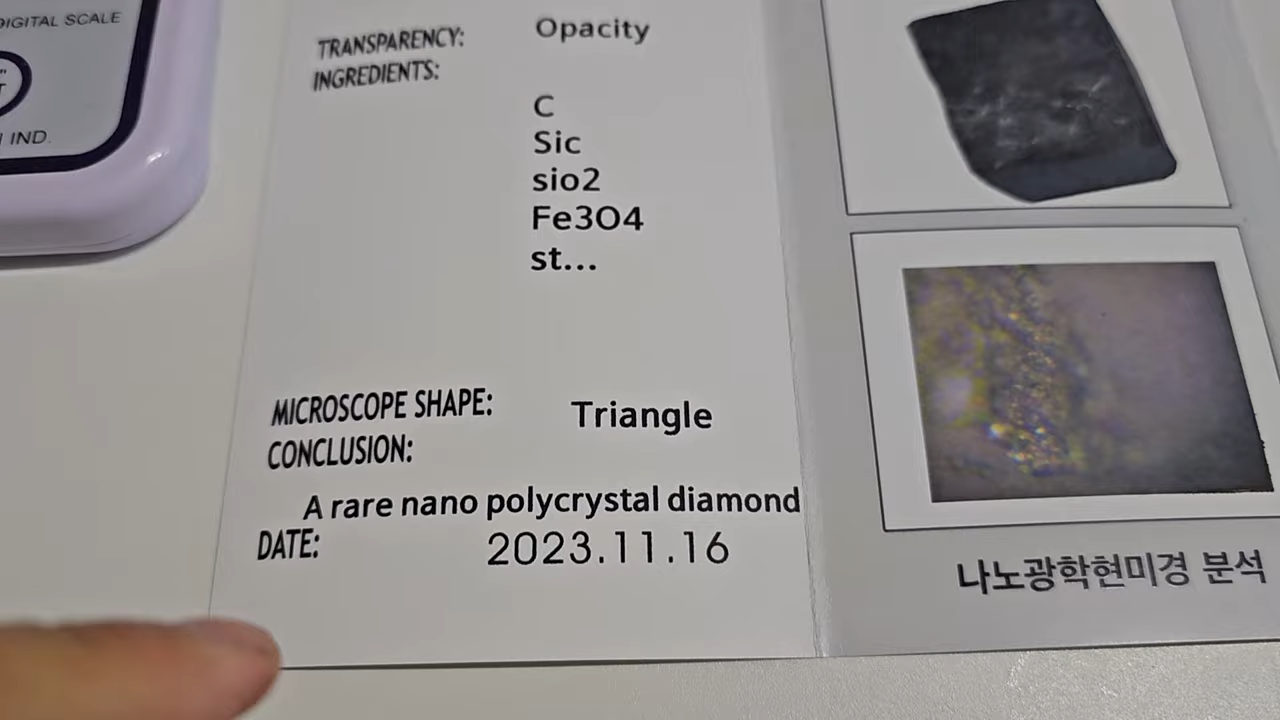 DIGITAL SCALE
IND.
TRANSPARENCY: Opacity
INGREDIENTS:
C
Sic
sio2
Fe3O4
st...
MICROSCOPE SHAPE: Triangle
CONCLUSION:
A rare nano polycrystal diamond
DATE: 2023.11.16
나노광학현미경 분석